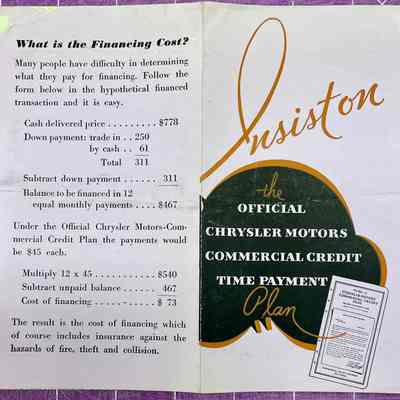 What is the Financing Cost?
Many people have difficulty in determining
what they pay for financing. Follow the
form below in the hypothetical financed
transaction and it is easy.
Cash delivered price . . . . . . . . . $778
Down payment: trade in . . 250
by cash . . 61
Total 311
Subtract down payment . . . . . . 311
Balance to be financed in 12
equal monthly payments . . . . $467
Under the Official Chrysler Motors-Com-
mercial Credit Plan the payments would
be $45 each.
Multiply 12 x 45 . . . . . . . . . . $540
Subtract unpaid balance . . . . . 467
Cost of financing . . . . . - . . . . $ 73
The result is the cost of financing which
of course includes insurance against the
hazards of fire, theft and collision.
Insist on
the
OFFICIAL
CHRYSLER MOTORS
COMMERCIAL CREDIT
TIME PAYMENT
Plan